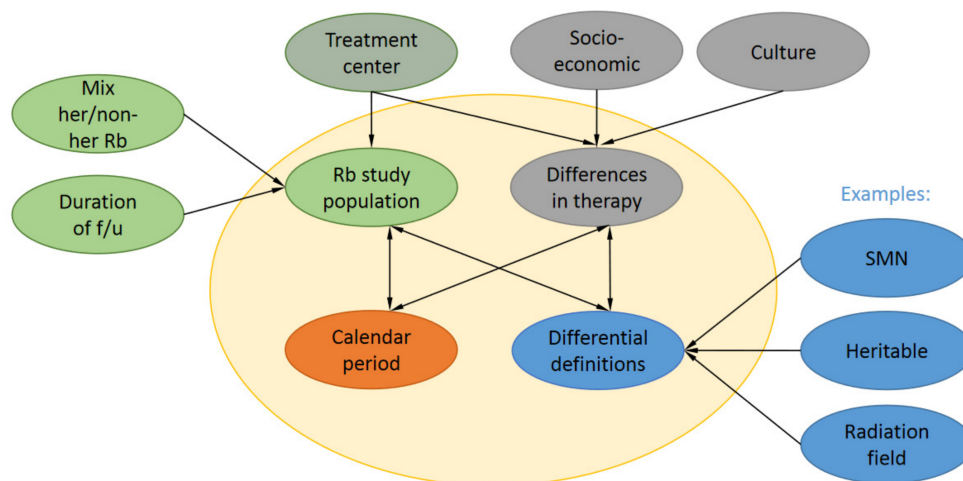 Treatment
center
Socio-
economic
Culture
Mix
her/non-
her Rb
Rb study
population
Differences
in therapy
Duration
of f/u
Examples:
SMN
Calendar
period
Differential
definitions
Heritable
Radiation
field